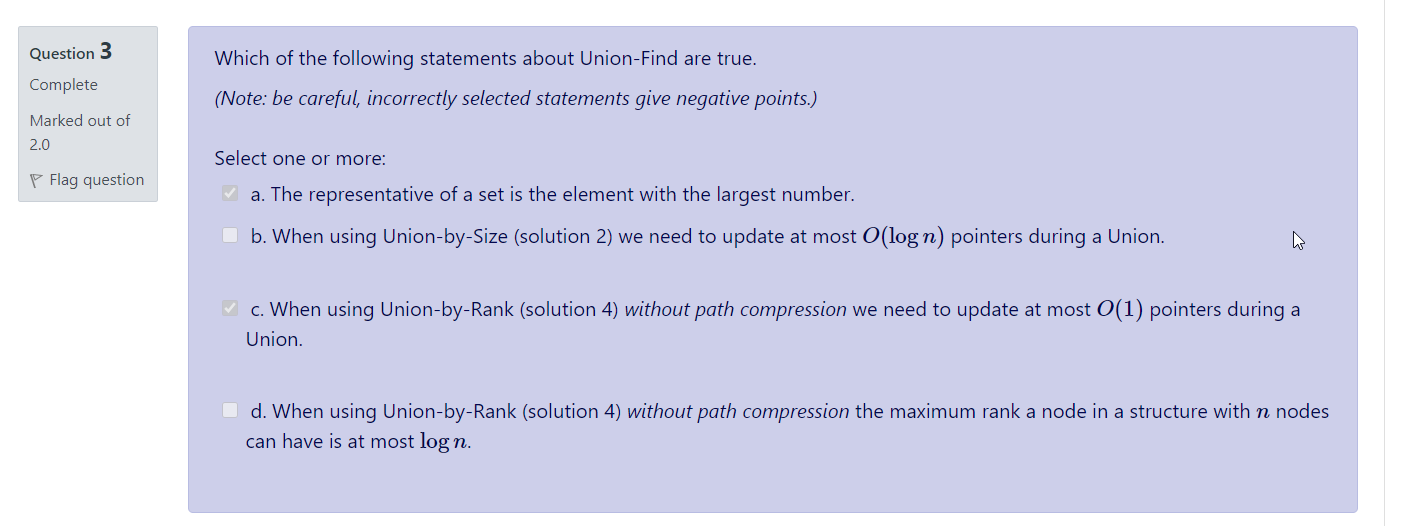 Question 3
Complete
Marked out of
2.0
Flag question
Which of the following statements about Union-Find are true.
(Note: be careful, incorrectly selected statements give negative points.)
Select one or more:
a. The representative of a set is the element with the largest number.
b. When using Union-by-Size (solution 2) we need to update at most O(log n) pointers during a Union.
c. When using Union-by-Rank (solution 4) without path compression we need to update at most O(1) pointers during a
Union.
d. When using Union-by-Rank (solution 4) without path compression the maximum rank a node in a structure with n nodes
can have is at most log n.